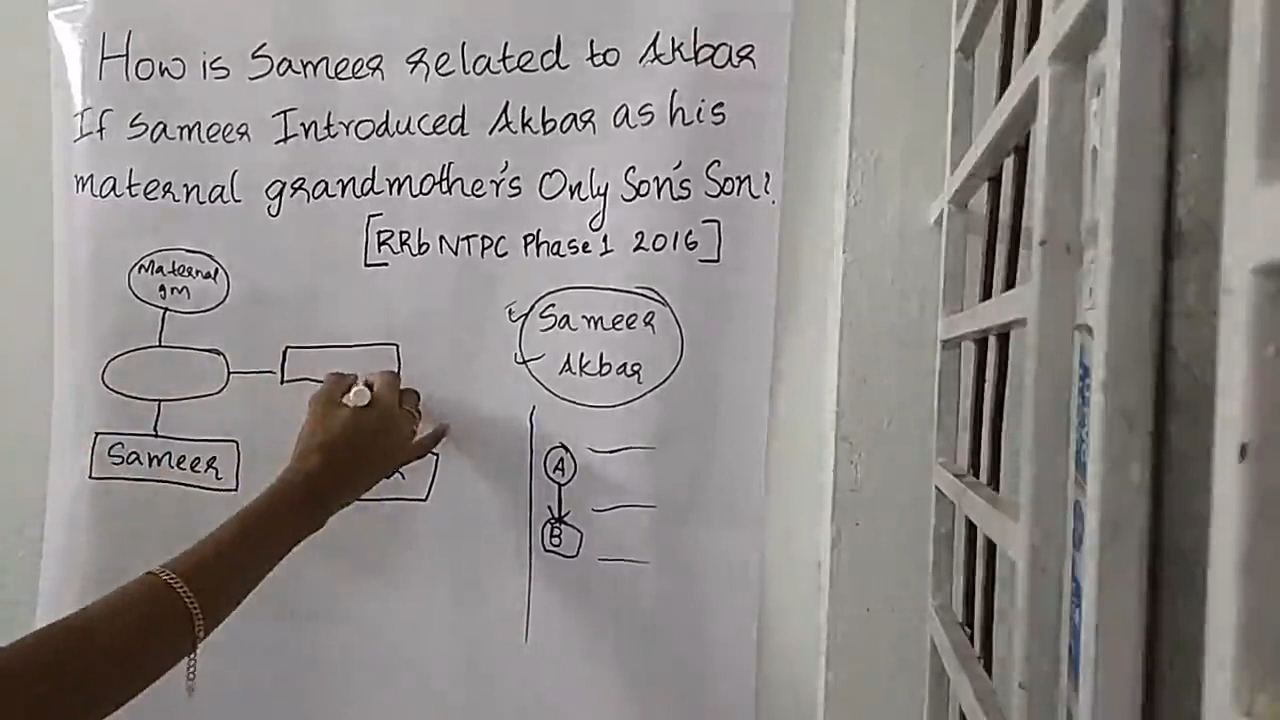 How is Sameer related to Akbar
If Sameer Introduced Akbar as his
maternal grandmother's Only Son's Son?
[RRb NTPC Phase 1 2016]
Maternal
gm
Sameer
Akbar
Sameer
A
B